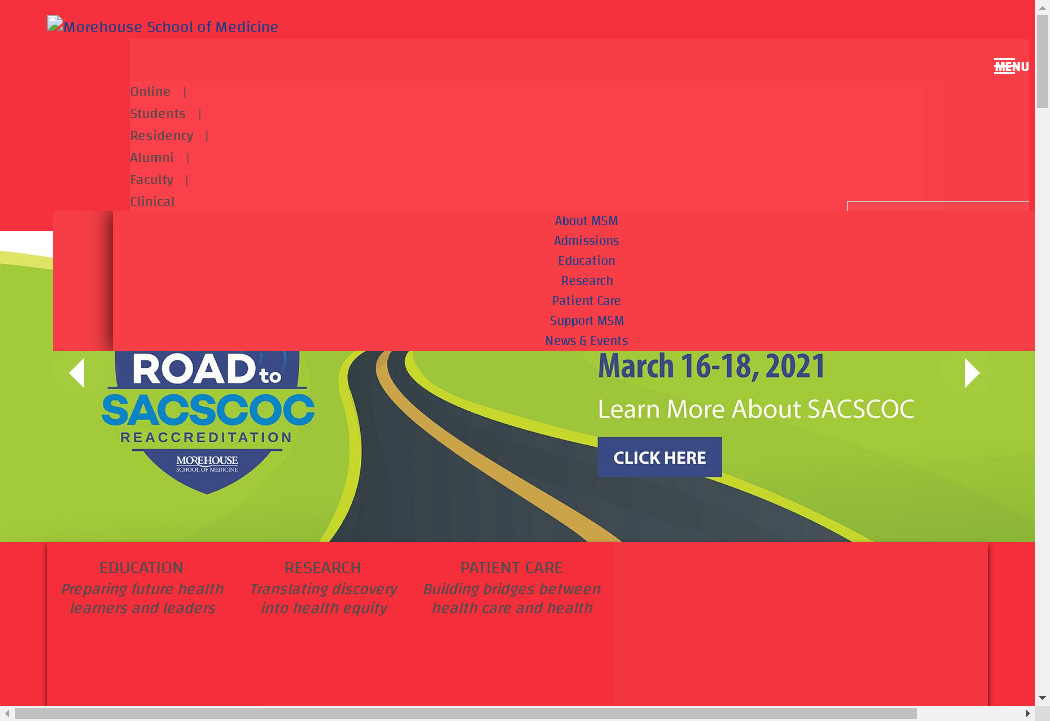 Morehouse School of Medicine
MENU
Online |
Students |
Residency |
Alumni |
Faculty |
Clinical
About MSM
Admissions
Education
Research
Patient Care
Support MSM
News & Events
ROAD to
SACSCOC
REACCREDITATION
MOREHOUSE
SCHOOL OF MEDICINE
March 16-18, 2021
Learn More About SACSCOC
CLICK HERE
EDUCATION
Preparing future health
learners and leaders
RESEARCH
Translating discovery
into health equity
PATIENT CARE
Building bridges between
health care and health